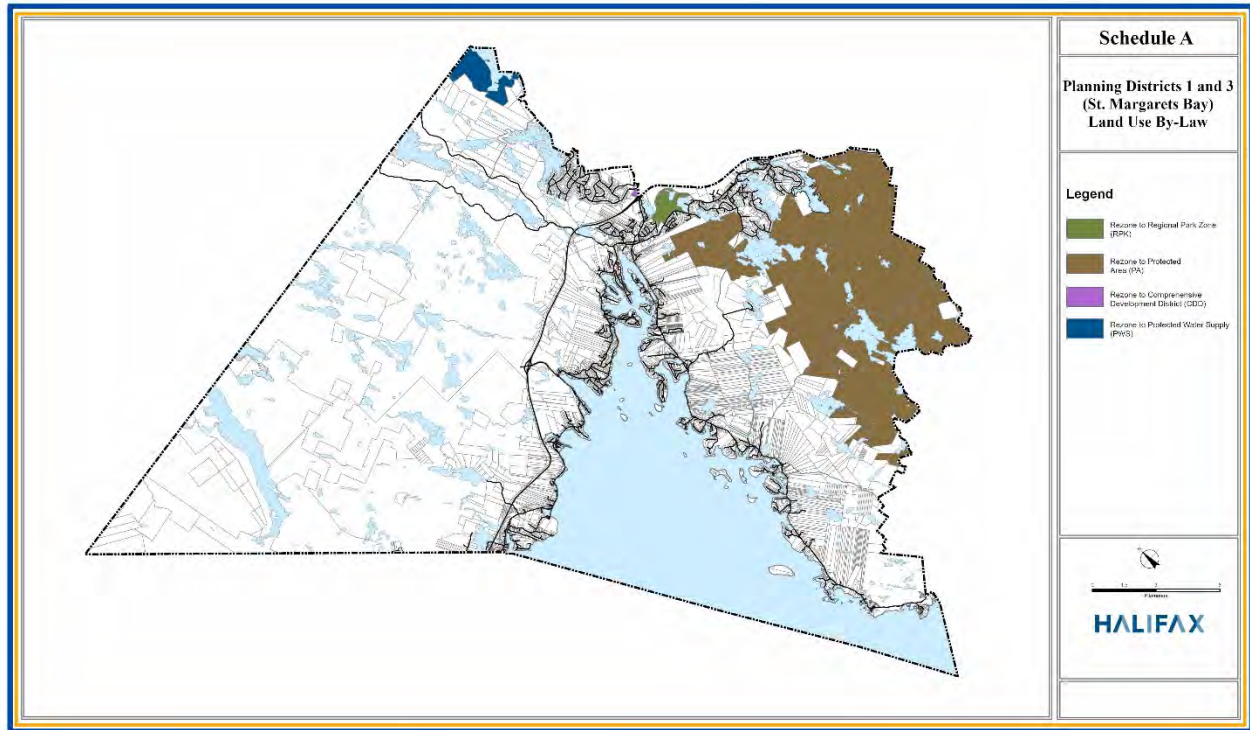 Schedule A
Planning Districts 1 and 3
(St. Margarets Bay)
Land Use By-Law
Legend
Rezone to Regional Park Zone
(RPK)
Rezone to Protected
Area (PA)
Rezone to Comprehensive
Development District (CDD)
Rezone to Protected Water Supply
(PWS)
HALIFAX